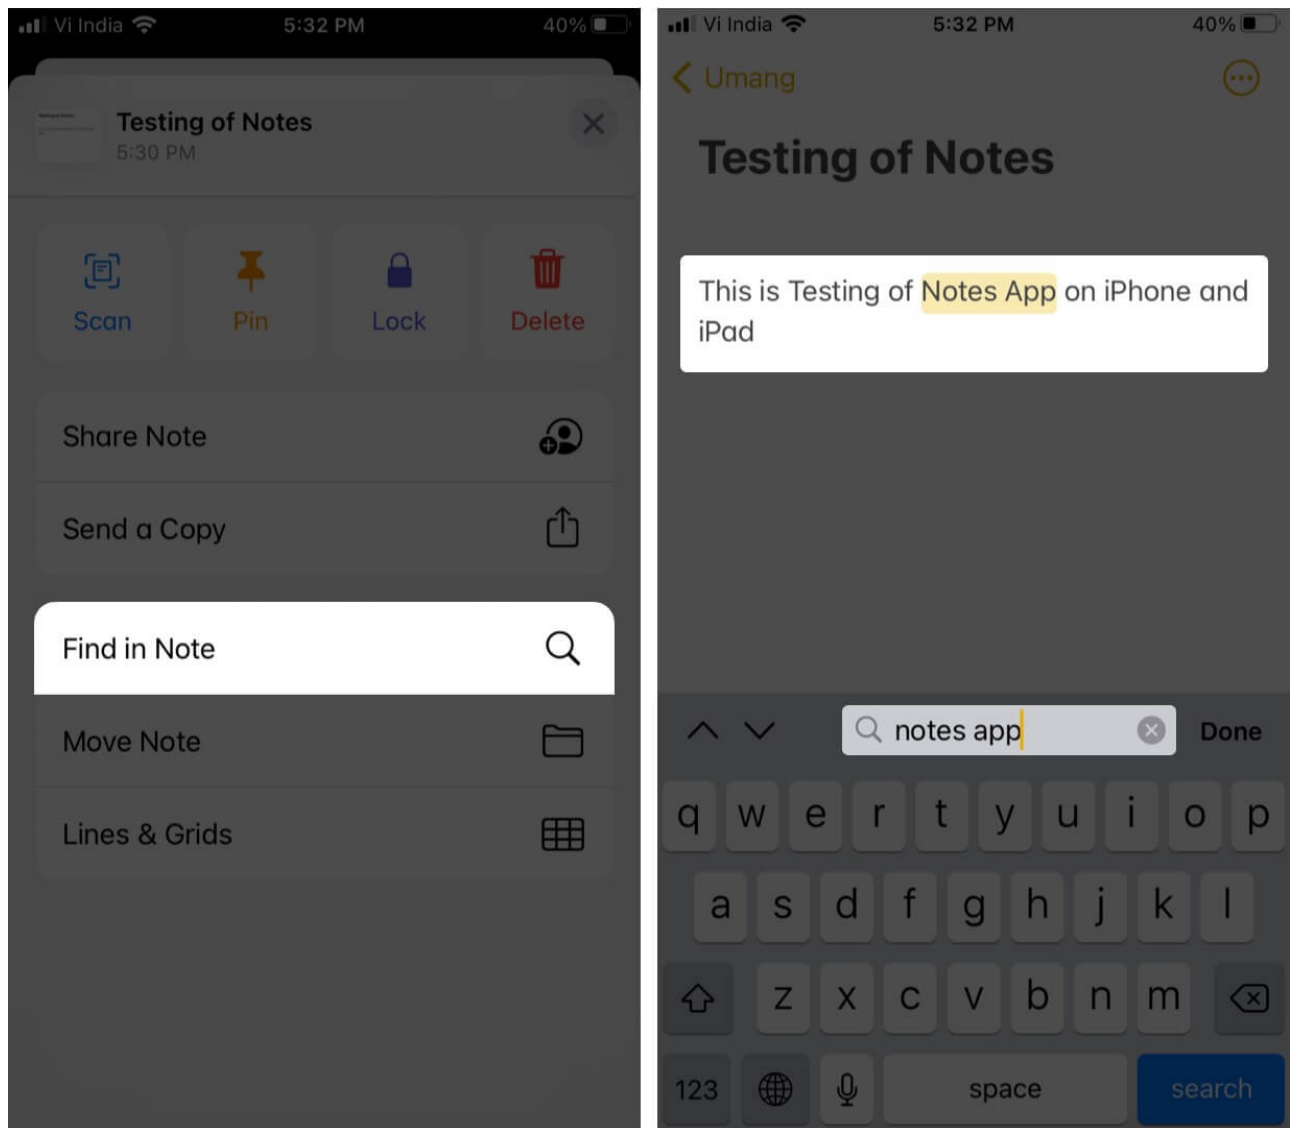 Vi India 5:32 PM 40%
Testing of Notes
5:30 PM
Scan Pin Lock Delete
Share Note
Send a Copy
Find in Note
Move Note
Lines & Grids
Vi India 5:32 PM 40%
Umang
Testing of Notes
This is Testing of Notes App on iPhone and
iPad
notes app Done
q w e r t y u i o p
a s d f g h j k l
z x c v b n m
123 space search